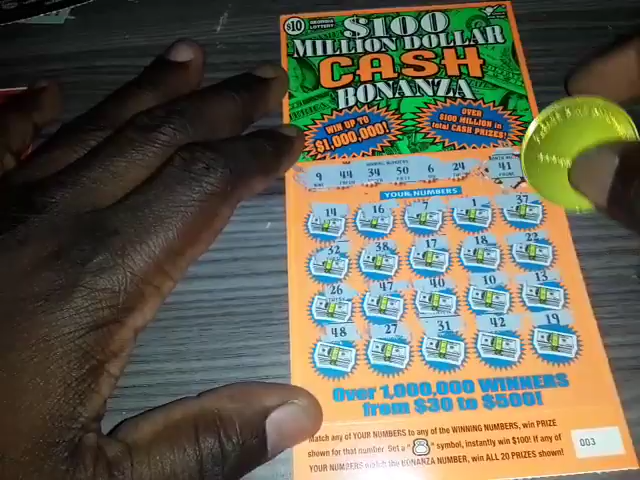 $10 GEORGIA LOTTERY
$100
MILLION DOLLAR
CASH
BONANZA
WIN UP TO $1,000,000!
OVER $100 MILLION in total CASH PRIZES!
WINNING NUMBERS
9 44 34 50 6 24 41
YOUR NUMBERS
14 16 7 1 37
32 38 17 18 22
26 47 40 10 13
48 27 31 42 19
Over 1,000,000 WINNERS
from $30 to $500!
Match any of YOUR NUMBERS to any of the WINNING NUMBERS, win PRIZE
shown for that number. Get a " " symbol, instantly win $100! If any of
YOUR NUMBERS match the BONANZA NUMBER, win ALL 20 PRIZES shown!
003